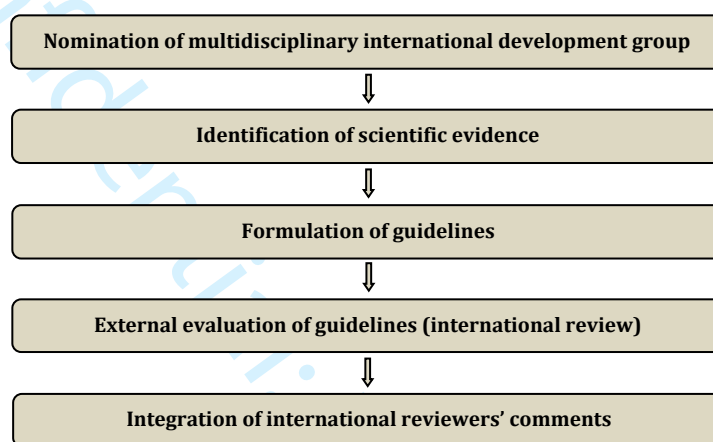 Nomination of multidisciplinary international development group
Identification of scientific evidence
Formulation of guidelines
External evaluation of guidelines (international review)
Integration of international reviewers’ comments